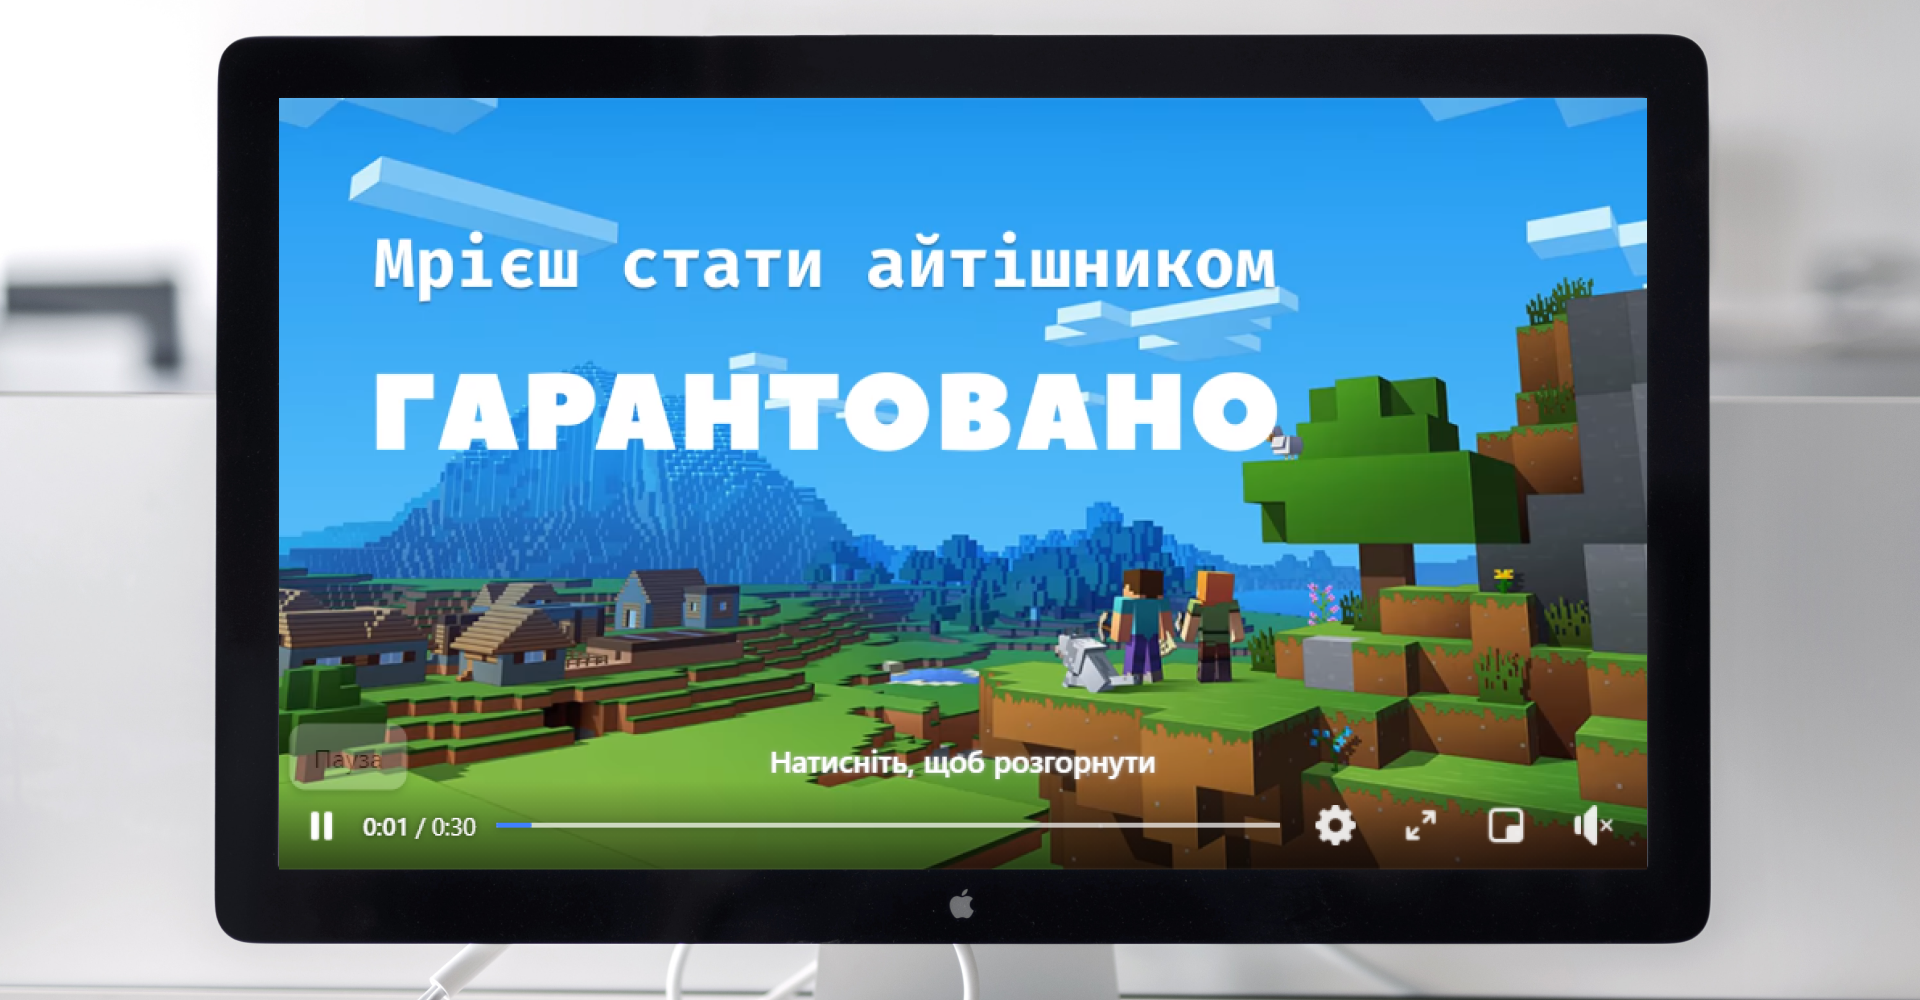 Мрієш стати айтішником
ГАРАНТОВАНО
Пауза
Натисніть, щоб розгорнути
0:01 / 0:30